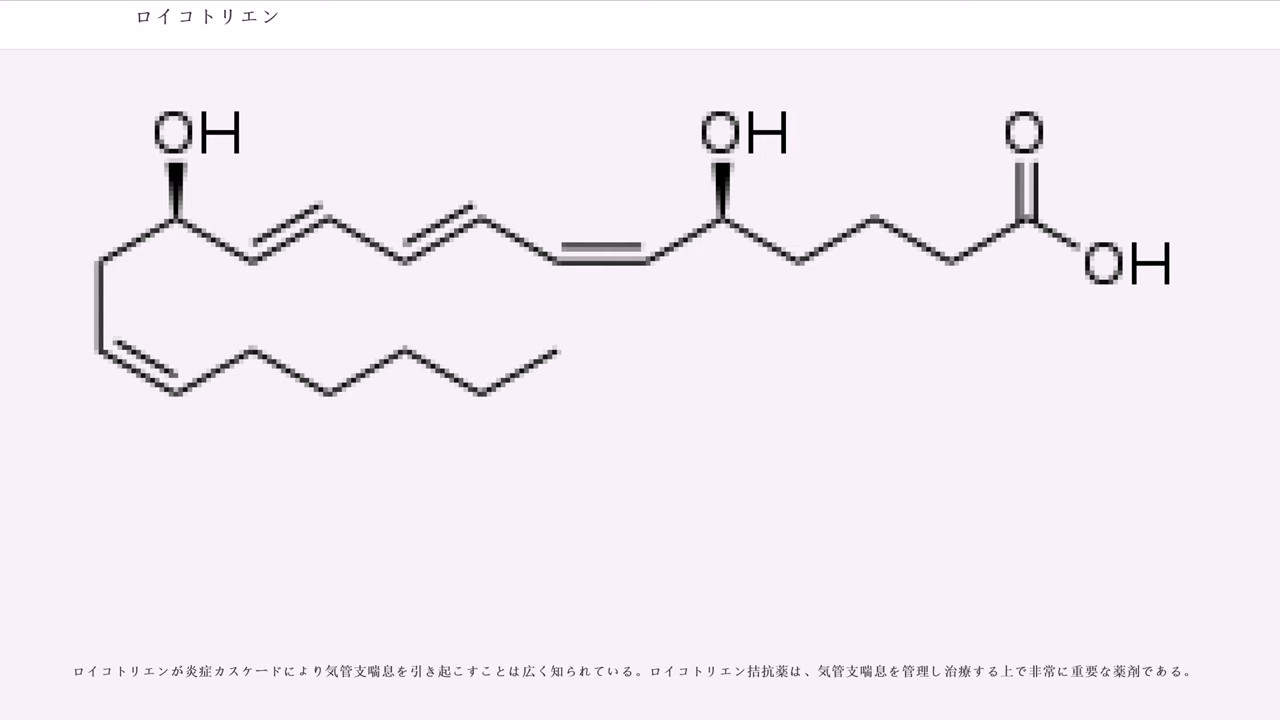 ロイコトリエン
OH
OH
O
OH
ロイコトリエンが炎症カスケードにより気管支喘息を引き起こすことは広く知られている。ロイコトリエン拮抗薬は、気管支喘息を管理し治療する上で非常に重要な薬剤である。